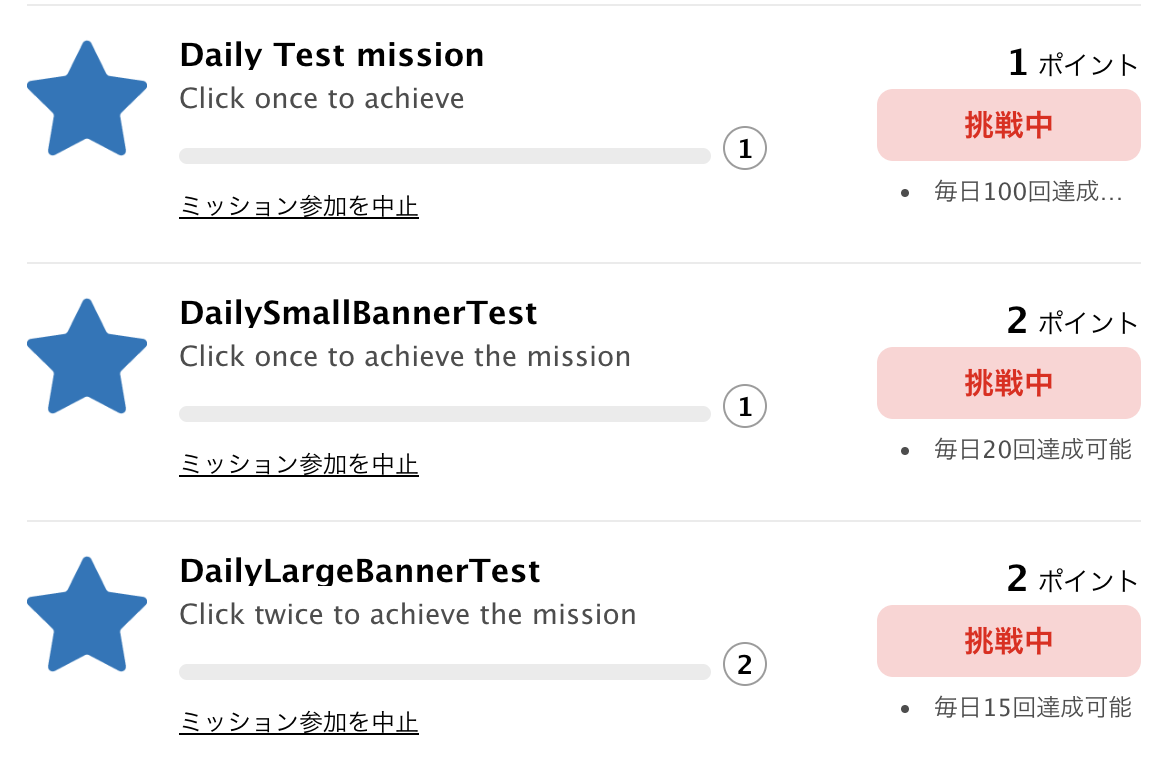 Daily Test mission
Click once to achieve
1
ミッション参加を中止
1 ポイント
挑戦中
• 毎日100回達成…
DailySmallBannerTest
Click once to achieve the mission
1
ミッション参加を中止
2 ポイント
挑戦中
• 毎日20回達成可能
DailyLargeBannerTest
Click twice to achieve the mission
2
ミッション参加を中止
2 ポイント
挑戦中
• 毎日15回達成可能